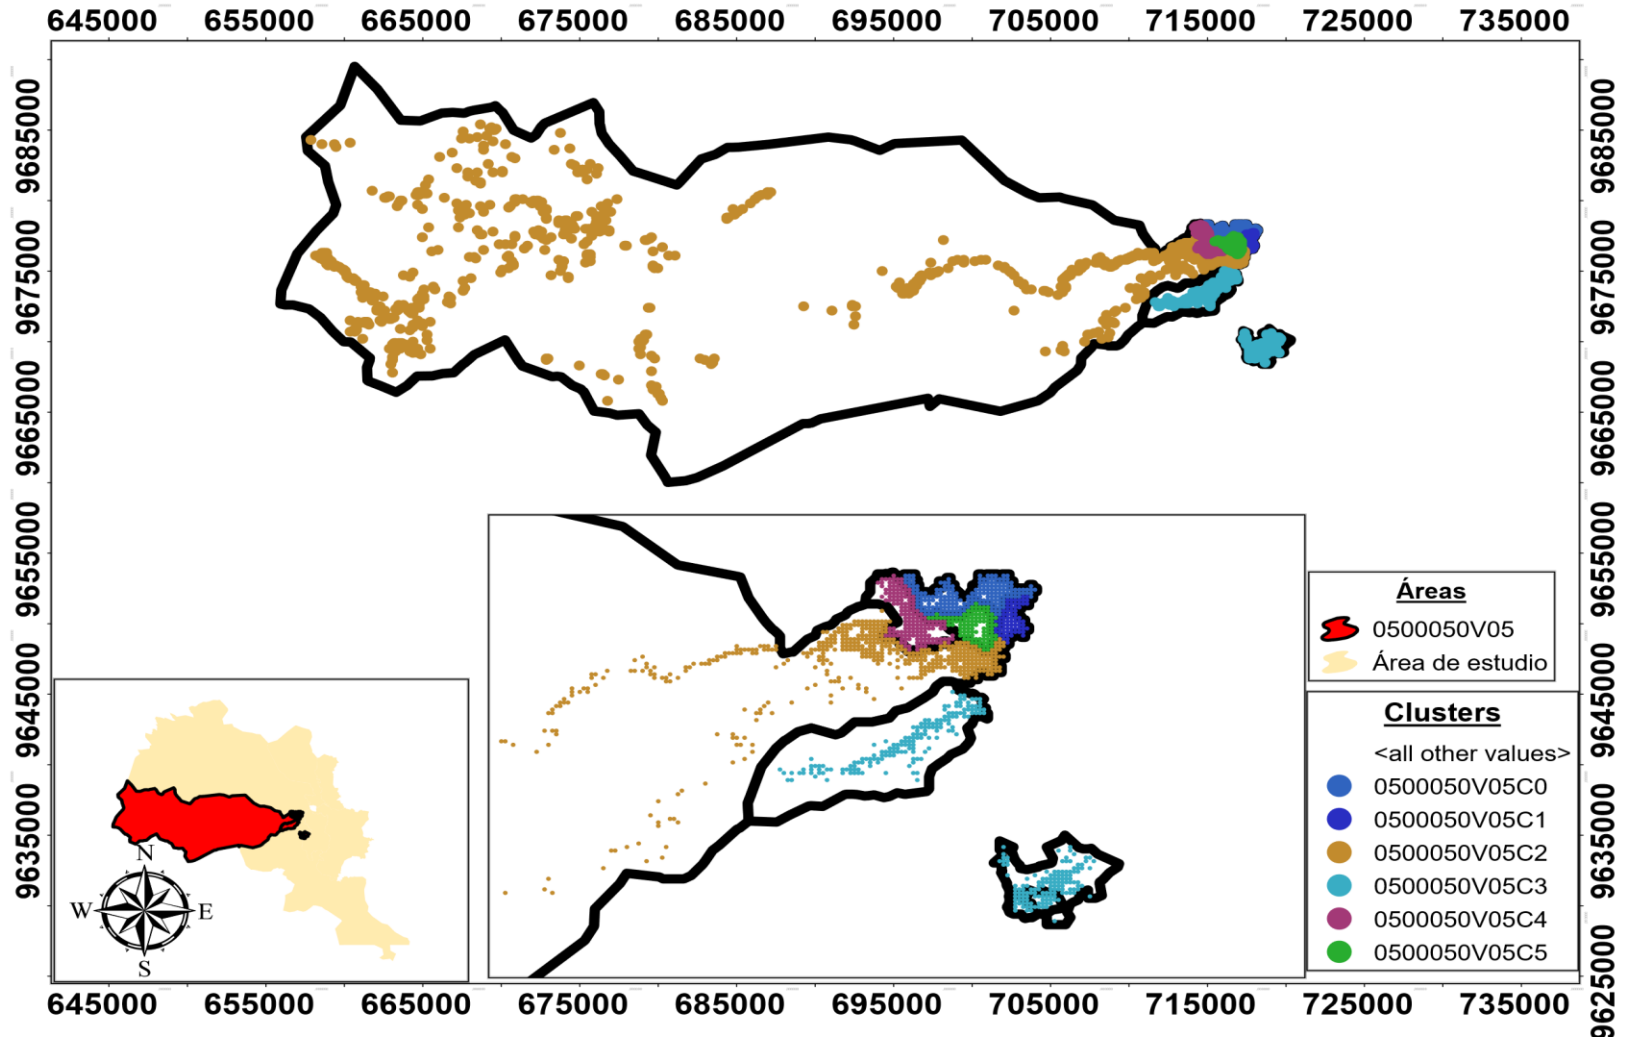 645000 655000 665000 675000 685000 695000 705000 715000 725000 735000
9685000 9685000
9675000 9675000
9665000 9665000
9655000 9655000
9645000 9645000
9635000 9635000
9625000
Áreas
0500050V05
Área de estudio
Clusters
<all other values>
0500050V05C0
0500050V05C1
0500050V05C2
0500050V05C3
0500050V05C4
0500050V05C5
N
W E
S
645000 655000 665000 675000 685000 695000 705000 715000 725000 735000